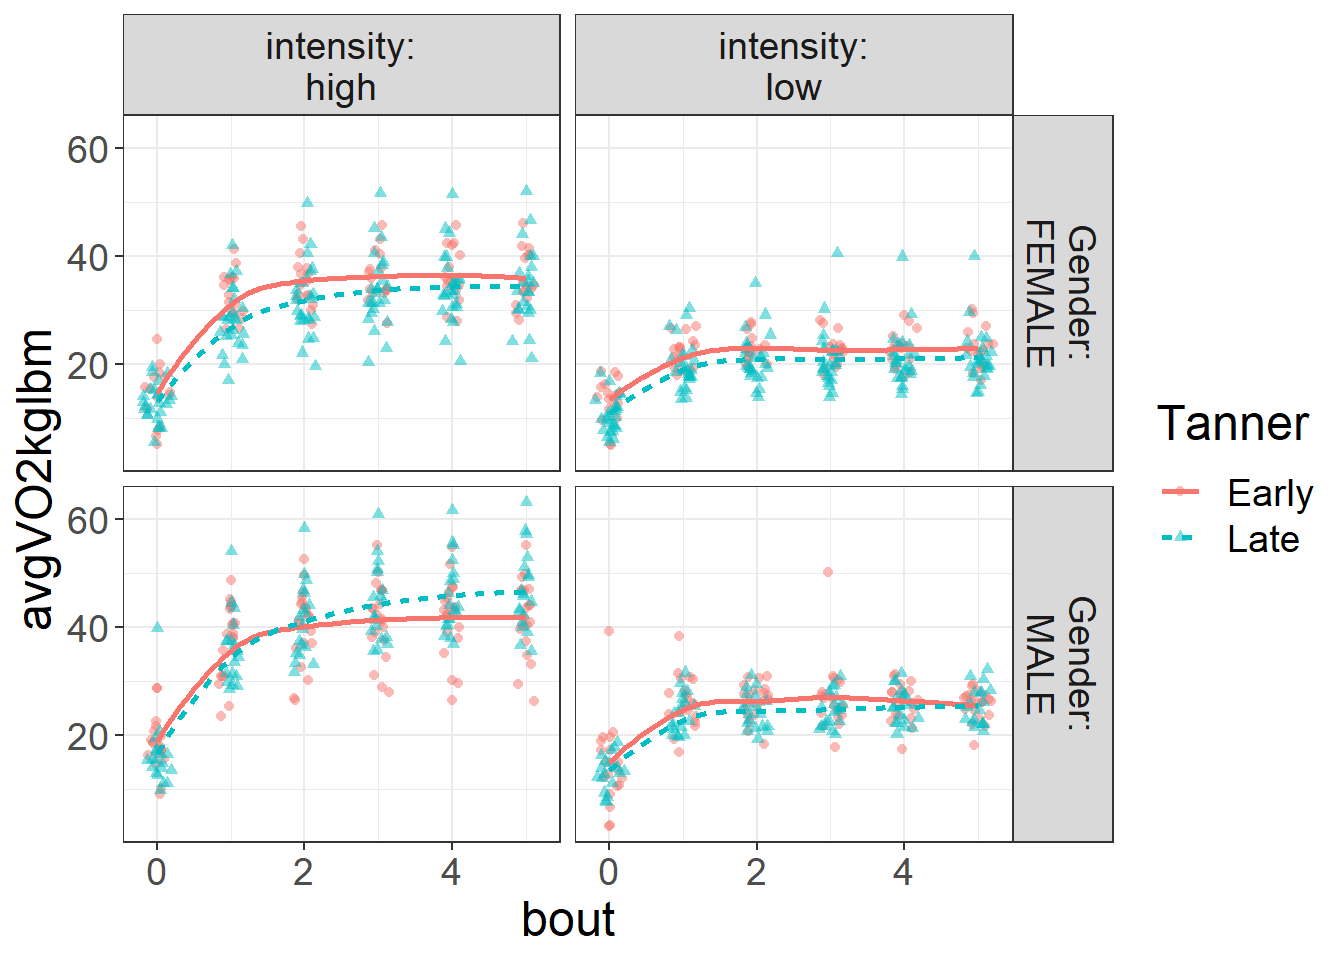 intensity:
high
intensity:
low
60
40
20
Gender:
FEMALE
60
40
20
Gender:
MALE
0
2
4
0
2
4
bout
avgVO2kglbm
Tanner
Early
Late